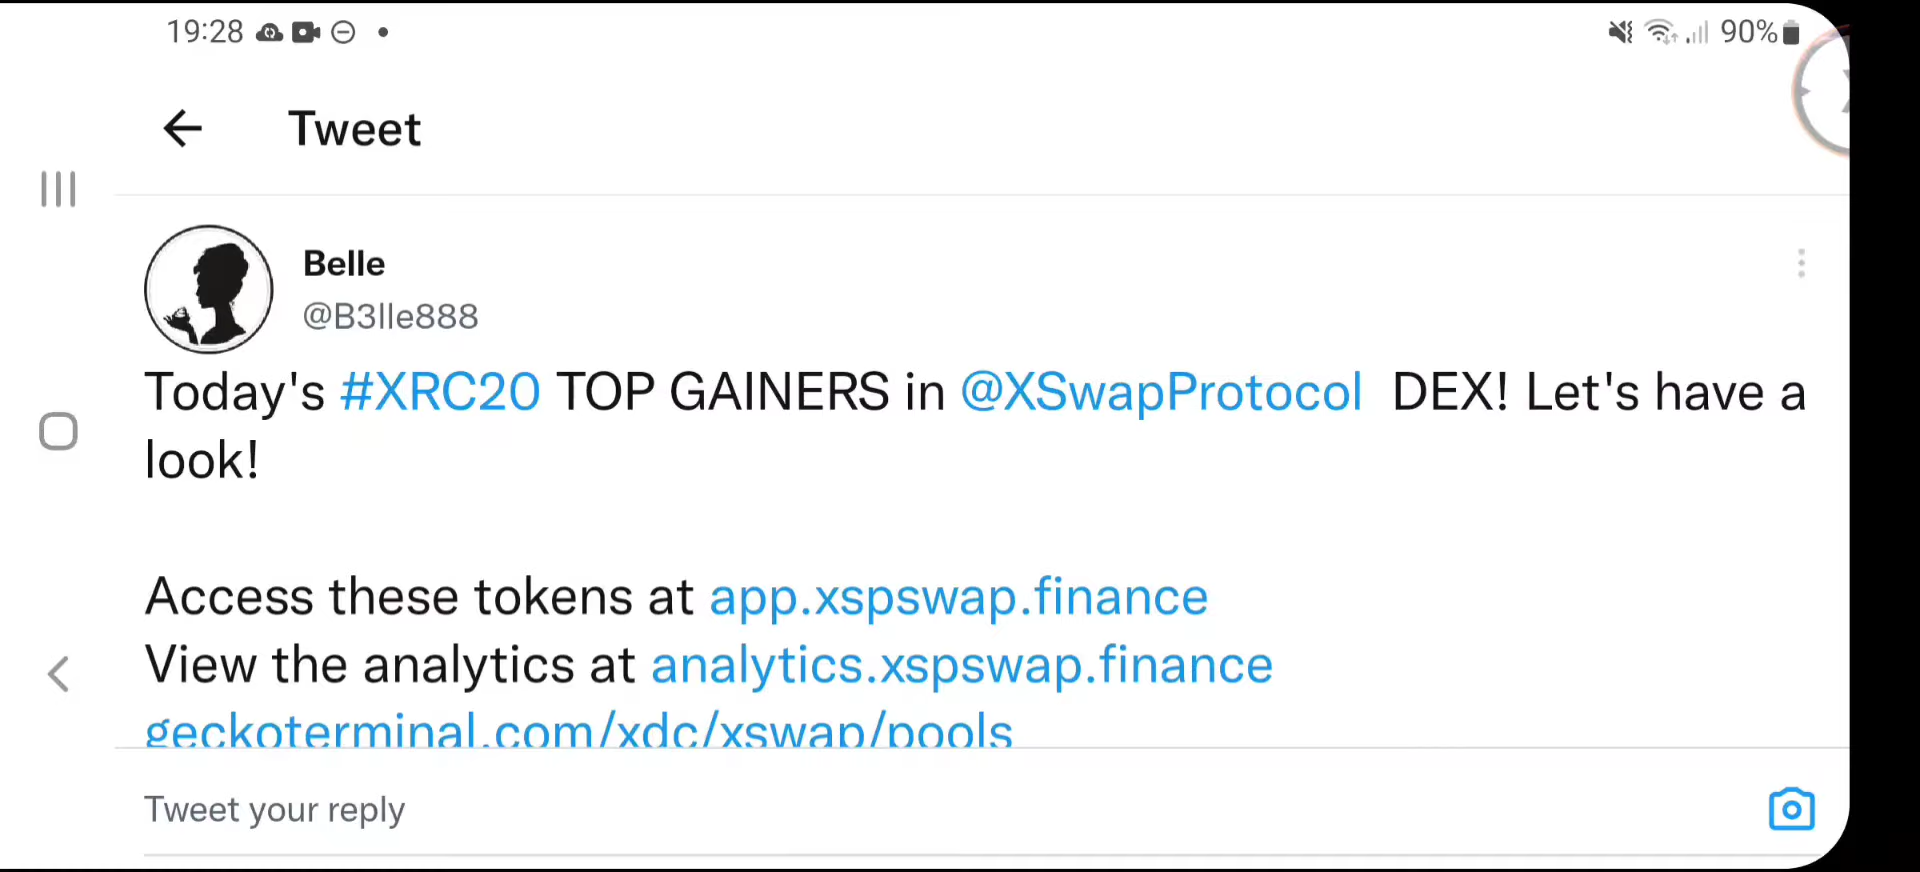 19:28
90%
Tweet
Belle
@B3lle888
Today's #XRC20 TOP GAINERS in @XSwapProtocol DEX! Let's have a
look!
Access these tokens at app.xspswap.finance
View the analytics at analytics.xspswap.finance
geckoterminal.com/xdc/xswap/pools
Tweet your reply